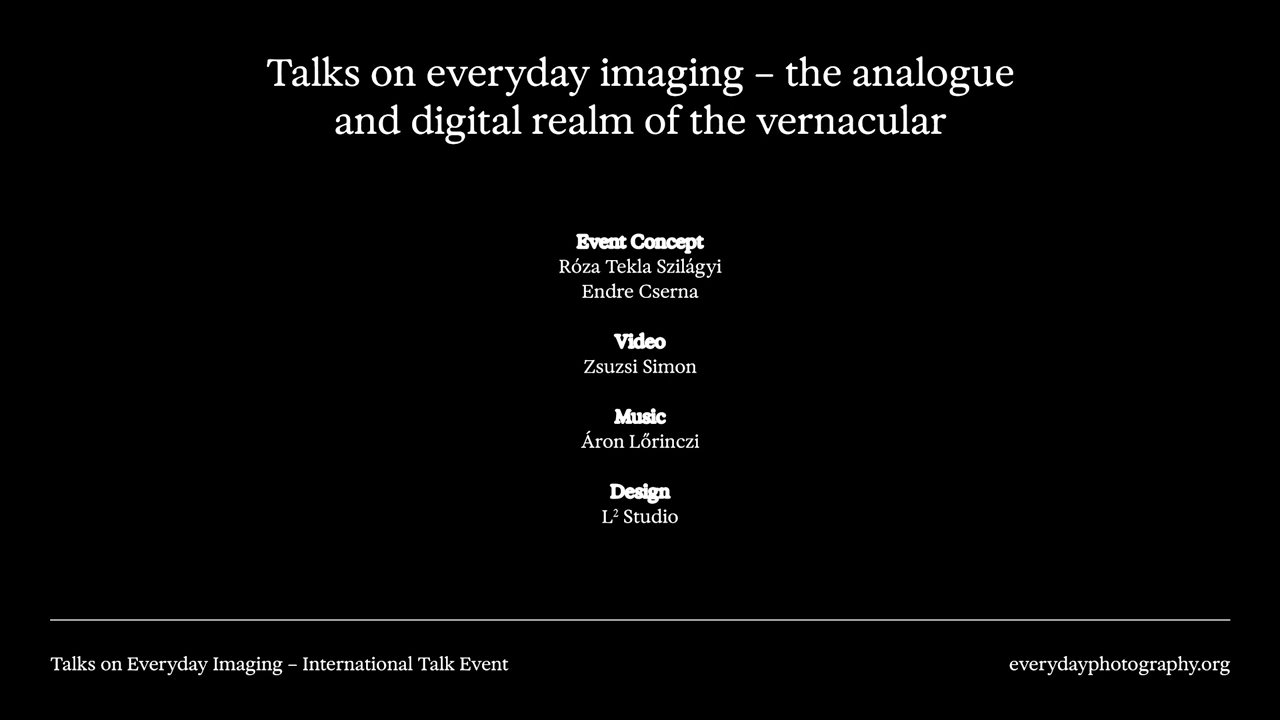 Talks on everyday imaging – the analogue
and digital realm of the vernacular
Event Concept
Róza Tekla Szilágyi
Endre Cserna
Video
Zsuzsi Simon
Music
Áron Lőrinczi
Design
L² Studio
Talks on Everyday Imaging – International Talk Event
everydayphotography.org